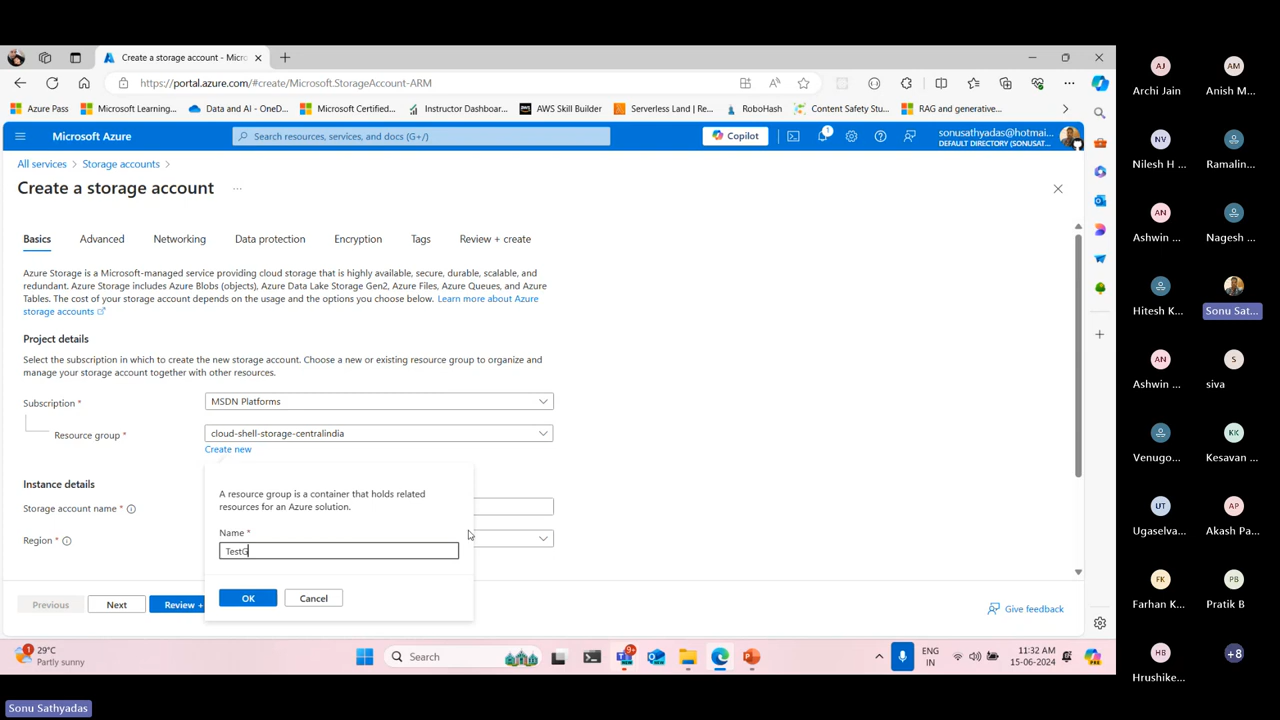 Create a storage account - Micro
https://portal.azure.com/#create/Microsoft.StorageAccount-ARM
Azure Pass
Microsoft Learning...
Data and AI - OneD...
Microsoft Certified...
Instructor Dashboar...
AWS Skill Builder
Serverless Land | Re...
RoboHash
Content Safety Stu...
RAG and generative...
Microsoft Azure
Search resources, services, and docs (G+/)
Copilot
1
sonusathyadas@hotmai...
DEFAULT DIRECTORY (SONUSAT...
All services > Storage accounts >
Create a storage account ...
Basics
Advanced
Networking
Data protection
Encryption
Tags
Review + create
Azure Storage is a Microsoft-managed service providing cloud storage that is highly available, secure, durable, scalable, and
redundant. Azure Storage includes Azure Blobs (objects), Azure Data Lake Storage Gen2, Azure Files, Azure Queues, and Azure
Tables. The cost of your storage account depends on the usage and the options you choose below. Learn more about Azure
storage accounts
Project details
Select the subscription in which to create the new storage account. Choose a new or existing resource group to organize and
manage your storage account together with other resources.
Subscription *
MSDN Platforms
Resource group *
cloud-shell-storage-centralindia
Create new
A resource group is a container that holds related
resources for an Azure solution.
Name *
TestG
OK
Cancel
Instance details
Storage account name *
Region *
Previous
Next
Review +
Give feedback
1
29°C
Partly sunny
Search
9+
ENG
IN
11:32 AM
15-06-2024
AJ
Archi Jain
AM
Anish M...
NV
Nilesh H ...
Ramalin...
AN
Ashwin ...
Nagesh ...
Hitesh K...
Sonu Sat...
AN
Ashwin ...
S
siva
Venugo...
KK
Kesavan ...
UT
Ugaselva...
AP
Akash Pa...
FK
Farhan K...
PB
Pratik B
HB
Hrushike...
+8
Sonu Sathyadas